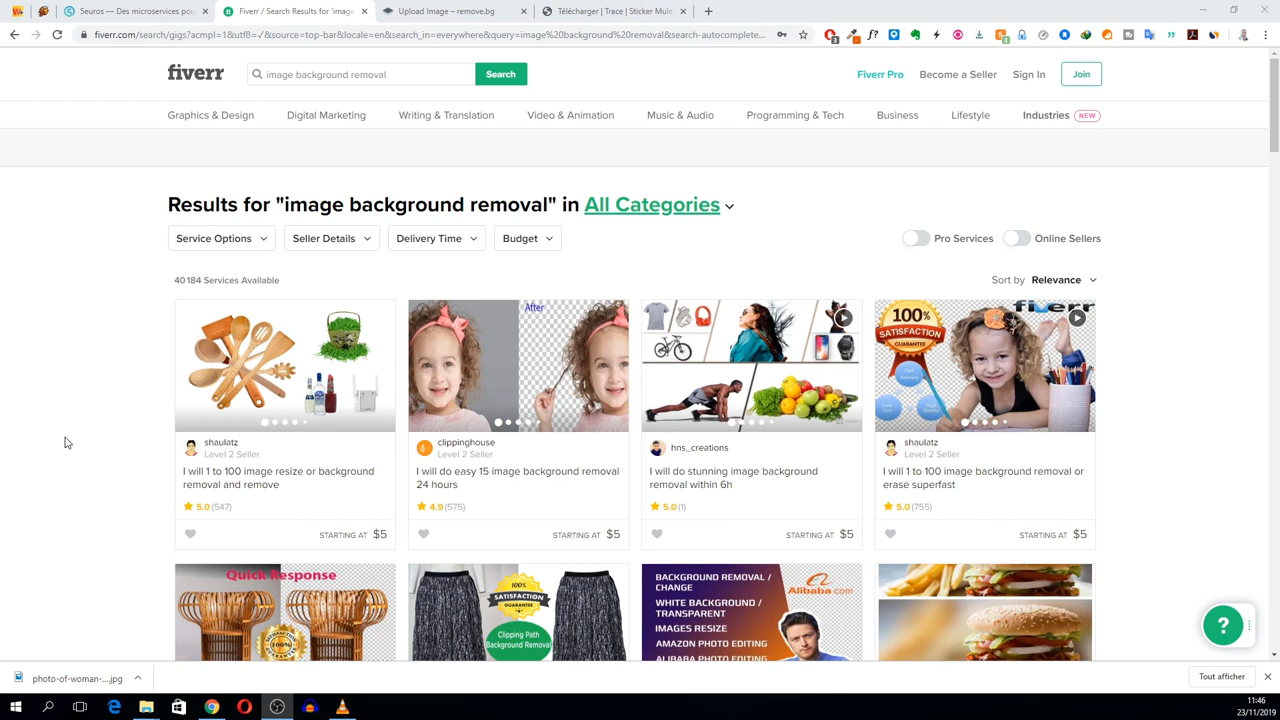 Seuros — Des microservices pou
Fiverr / Search Results for 'image
Upload Image – remove.bg
Télécharger | Trace | Sticker Mule
fiverr.com/search/gigs?acmpl=1&utf8=✓&source=top-bar&locale=en&search_in=everywhere&query=image%20background%20removal&search-autocomplete...
fiverr
image background removal
Search
Fiverr Pro
Become a Seller
Sign In
Join
Graphics & Design
Digital Marketing
Writing & Translation
Video & Animation
Music & Audio
Programming & Tech
Business
Lifestyle
Industries NEW
Results for "image background removal" in All Categories
Service Options
Seller Details
Delivery Time
Budget
Pro Services
Online Sellers
40 184 Services Available
Sort by Relevance
After
fiverr
100%
SATISFACTION
GUARANTEE
shaulatz
Level 2 Seller
I will 1 to 100 image resize or background
removal and remove
5.0 (547)
STARTING AT $5
clippinghouse
Level 2 Seller
I will do easy 15 image background removal
24 hours
4.9 (575)
STARTING AT $5
hns_creations
I will do stunning image background
removal within 6h
5.0 (1)
STARTING AT $5
shaulatz
Level 2 Seller
I will 1 to 100 image background removal or
erase superfast
5.0 (755)
STARTING AT $5
Quick Response
100%
SATISFACTION
Clipping Path
Background Removal
BACKGROUND REMOVAL /
CHANGE
WHITE BACKGROUND /
TRANSPARENT
IMAGES RESIZE
AMAZON PHOTO EDITING
ALIBABA PHOTO EDITING
Alibaba.com
?
photo-of-woman-....jpg
Tout afficher
11:46
23/11/2019